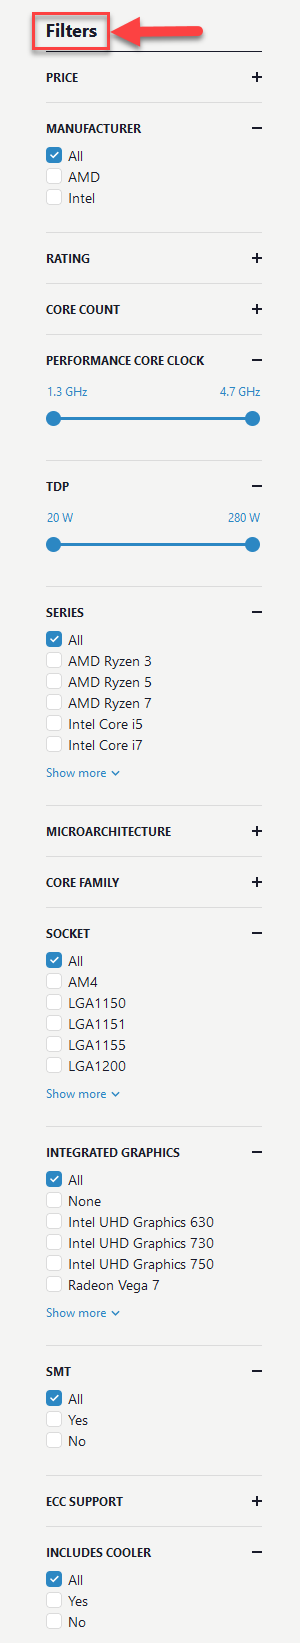 Filters
PRICE
MANUFACTURER
All
AMD
Intel
RATING
CORE COUNT
PERFORMANCE CORE CLOCK
1.3 GHz 4.7 GHz
TDP
20 W 280 W
SERIES
All
AMD Ryzen 3
AMD Ryzen 5
AMD Ryzen 7
Intel Core i5
Intel Core i7
Show more
MICROARCHITECTURE
CORE FAMILY
SOCKET
All
AM4
LGA1150
LGA1151
LGA1155
LGA1200
Show more
INTEGRATED GRAPHICS
All
None
Intel UHD Graphics 630
Intel UHD Graphics 730
Intel UHD Graphics 750
Radeon Vega 7
Show more
SMT
All
Yes
No
ECC SUPPORT
INCLUDES COOLER
All
Yes
No